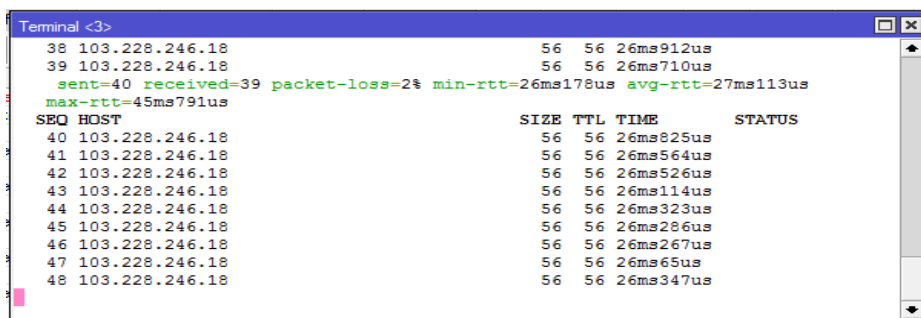 Terminal <3>
38 103.228.246.18 56 56 26ms912us
39 103.228.246.18 56 56 26ms710us
sent=40 received=39 packet-loss=2% min-rtt=26ms178us avg-rtt=27ms113us
max-rtt=45ms791us
SEQ HOST SIZE TTL TIME STATUS
40 103.228.246.18 56 56 26ms825us
41 103.228.246.18 56 56 26ms564us
42 103.228.246.18 56 56 26ms526us
43 103.228.246.18 56 56 26ms114us
44 103.228.246.18 56 56 26ms323us
45 103.228.246.18 56 56 26ms286us
46 103.228.246.18 56 56 26ms267us
47 103.228.246.18 56 56 26ms65us
48 103.228.246.18 56 56 26ms347us